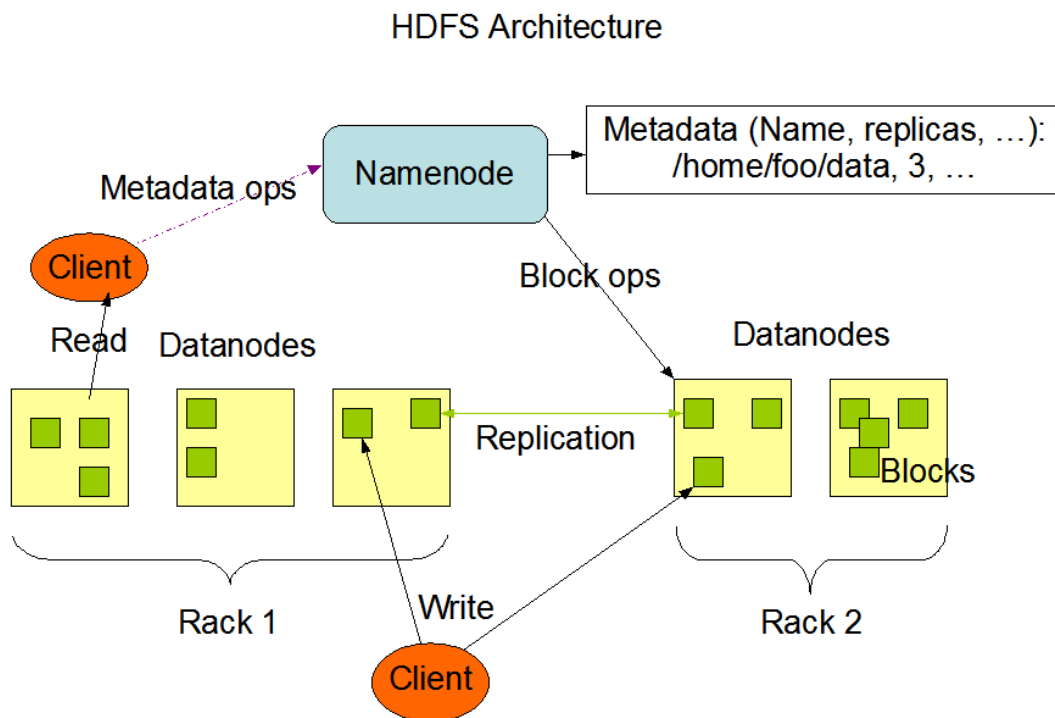 HDFS Architecture
Metadata (Name, replicas, …):
/home/foo/data, 3, …
Namenode
Metadata ops
Client
Block ops
Read
Datanodes
Datanodes
Replication
Blocks
Rack 1
Write
Rack 2
Client